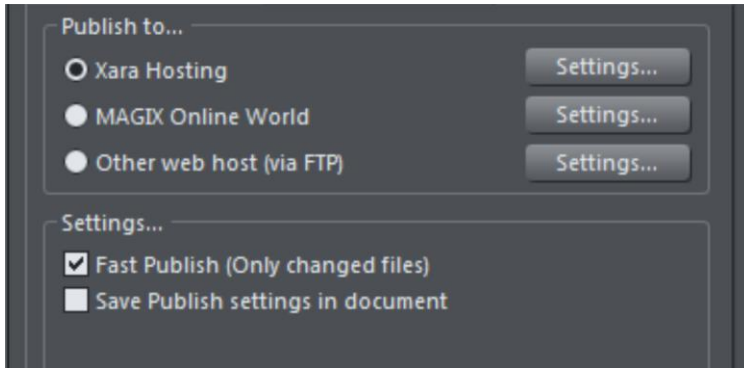 Publish to...
Xara Hosting Settings...
MAGIX Online World Settings...
Other web host (via FTP) Settings...
Settings...
Fast Publish (Only changed files)
Save Publish settings in document